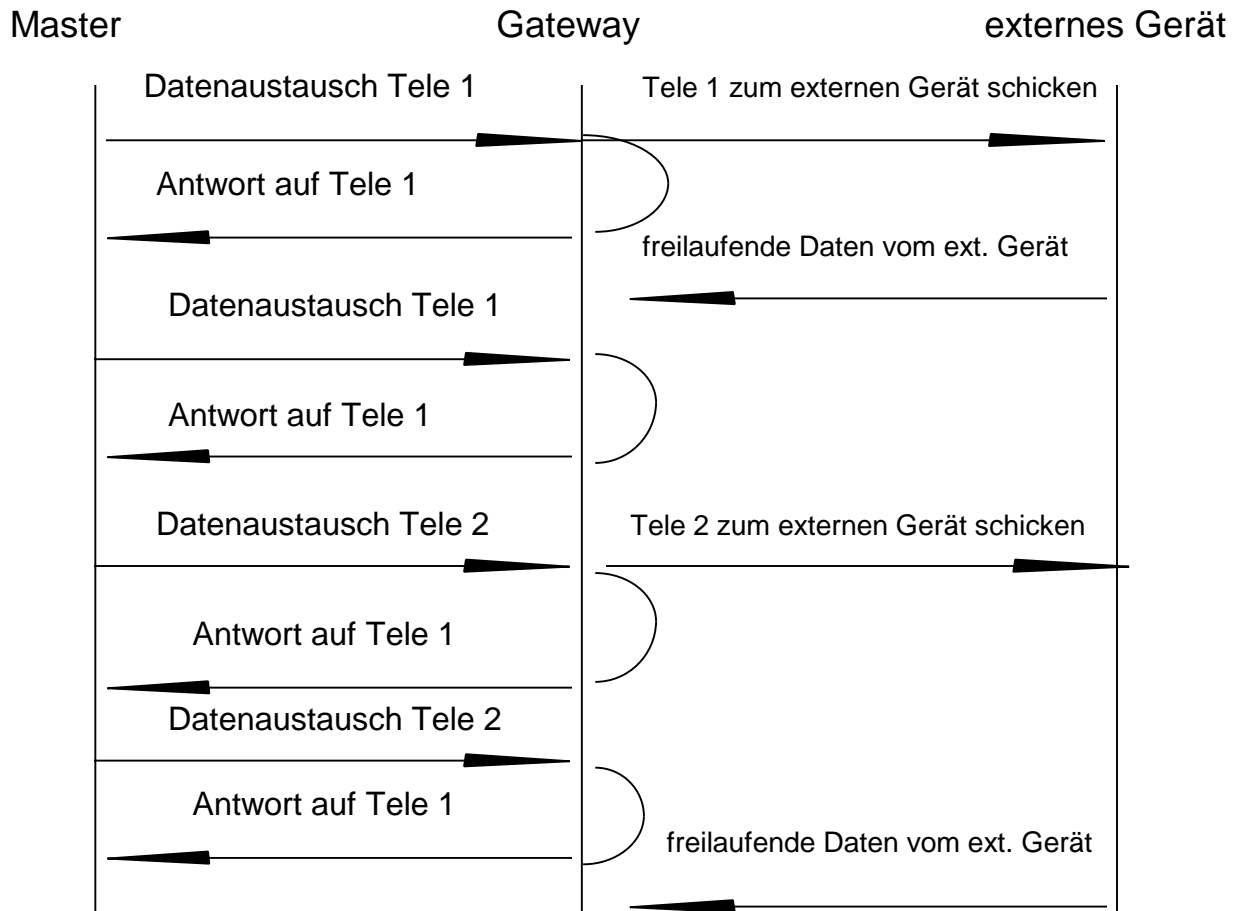 Master Gateway externes Gerät
Datenaustausch Tele 1 Tele 1 zum externen Gerät schicken
Antwort auf Tele 1
freilaufende Daten vom ext. Gerät
Datenaustausch Tele 1
Antwort auf Tele 1
Datenaustausch Tele 2 Tele 2 zum externen Gerät schicken
Antwort auf Tele 1
Datenaustausch Tele 2
Antwort auf Tele 1
freilaufende Daten vom ext. Gerät